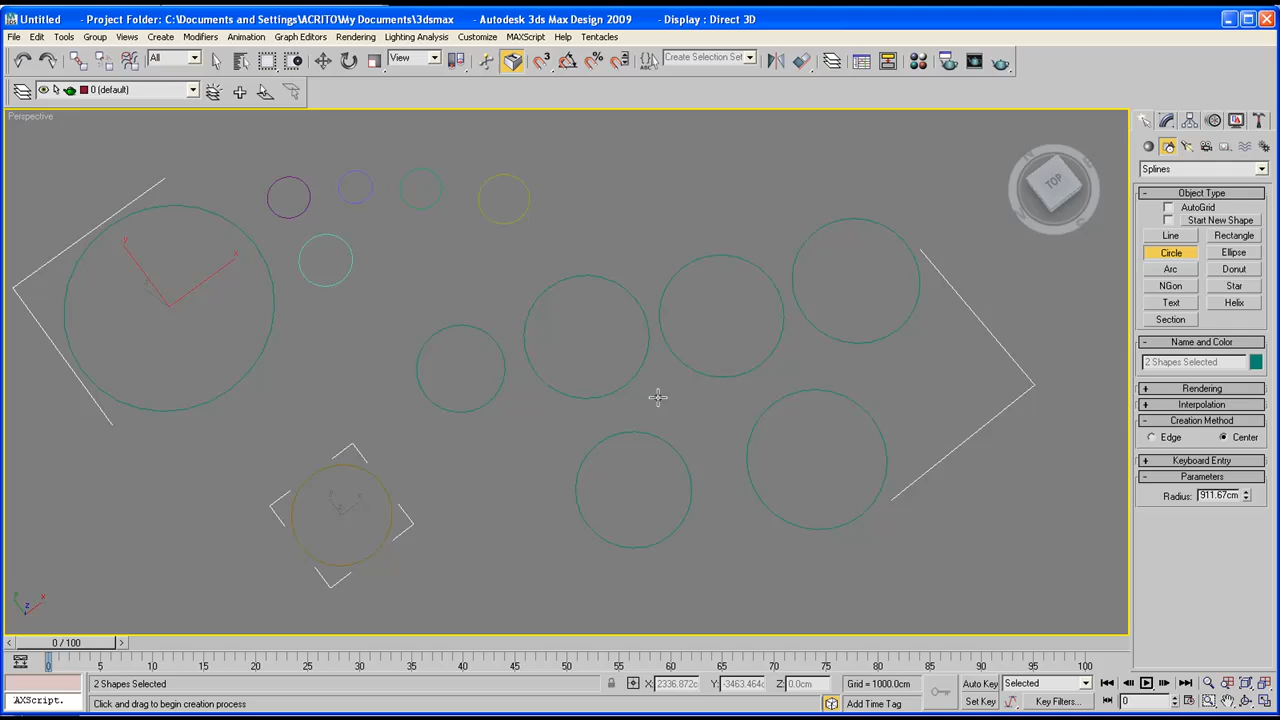 Untitled - Project Folder: C:\Documents and Settings\ACRITO\My Documents\3dsmax - Autodesk 3ds Max Design 2009 - Display : Direct 3D
File Edit Tools Group Views Create Modifiers Animation Graph Editors Rendering Lighting Analysis Customize MAXScript Help Tentacles
All View Create Selection Set
0 (default)
Perspective
TOP
Splines
- Object Type
AutoGrid
Start New Shape
Line Rectangle
Circle Ellipse
Arc Donut
NGon Star
Text Helix
Section
- Name and Color
2 Shapes Selected
+ Rendering
+ Interpolation
- Creation Method
Edge Center
+ Keyboard Entry
- Parameters
Radius: 911.67cm
y x
z x
0 / 100
0 5 10 15 20 25 30 35 40 45 50 55 60 65 70 75 80 85 90 95 100
2 Shapes Selected X: 2336.872c Y: -3463.464c Z: 0.0cm Grid = 1000.0cm Auto Key Selected
'AXScript. Click and drag to begin creation process Add Time Tag Set Key Key Filters... 0